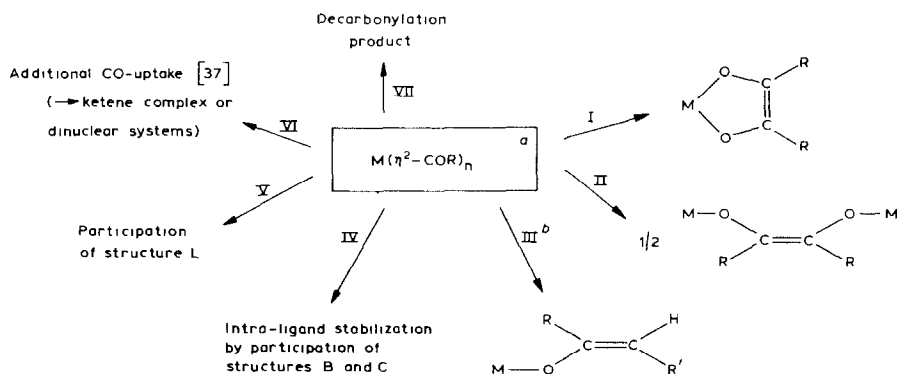 Decarbonylation
product
Additional CO-uptake [37]
(→ ketene complex or
dinuclear systems)
VII
VI
I
O
C
R
M
O
C
R
a
M(η²-COR)n
V
II
Participation
of structure L
IV
III b
1/2
M—O
O—M
C
C
R
R
Intra-ligand stabilization
by participation of
structures B and C
R
H
C
C
M—O
R'